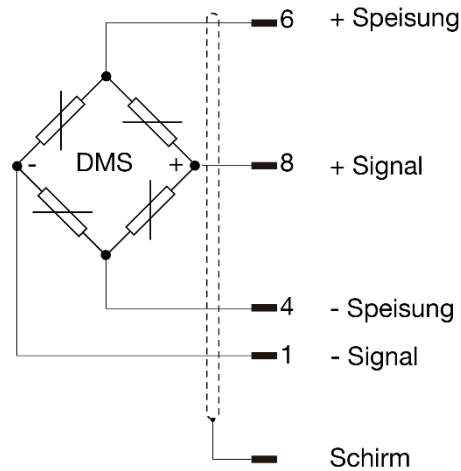 6 + Speisung
- DMS +
8 + Signal
4 - Speisung
1 - Signal
Schirm